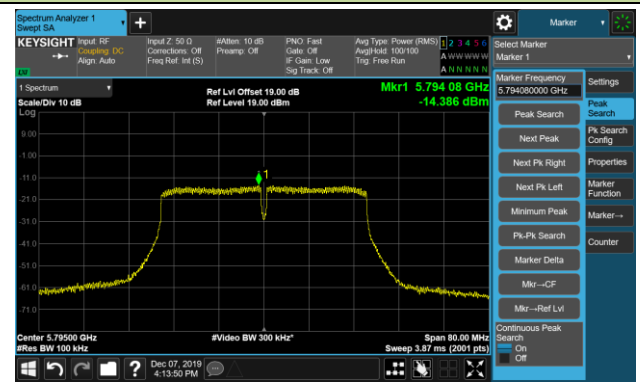 Spectrum Analyzer 1
Swept SA
Marker
KEYSIGHT
Input: RF
Coupling: DC
Align: Auto
Input Z: 50 Ω
Corrections: Off
Freq Ref: Int (S)
#Atten: 10 dB
Preamp: Off
PNO: Fast
Gate: Off
IF Gain: Low
Sig Track: Off
Avg Type: Power (RMS)
Avg|Hold: 100/100
Trig: Free Run
1 2 3 4 5 6
A W W W W W
A N N N N N
LXI
Select Marker
Marker 1
1 Spectrum
Scale/Div 10 dB
Log
Ref Lvl Offset 19.00 dB
Ref Level 19.00 dBm
Mkr1 5.794 08 GHz
-14.386 dBm
9.00
-1.00
-11.0
-21.0
-31.0
-41.0
-51.0
-61.0
-71.0
1
Center 5.79500 GHz
#Res BW 100 kHz
#Video BW 300 kHz*
Span 80.00 MHz
Sweep 3.87 ms (2001 pts)
Marker Frequency
5.794080000 GHz
Peak Search
Next Peak
Next Pk Right
Next Pk Left
Minimum Peak
Pk-Pk Search
Marker Delta
Mkr→CF
Mkr→Ref Lvl
Continuous Peak
Search
On
Off
Settings
Peak
Search
Pk Search
Config
Properties
Marker
Function
Marker→
Counter
?
Dec 07, 2019
4:13:50 PM